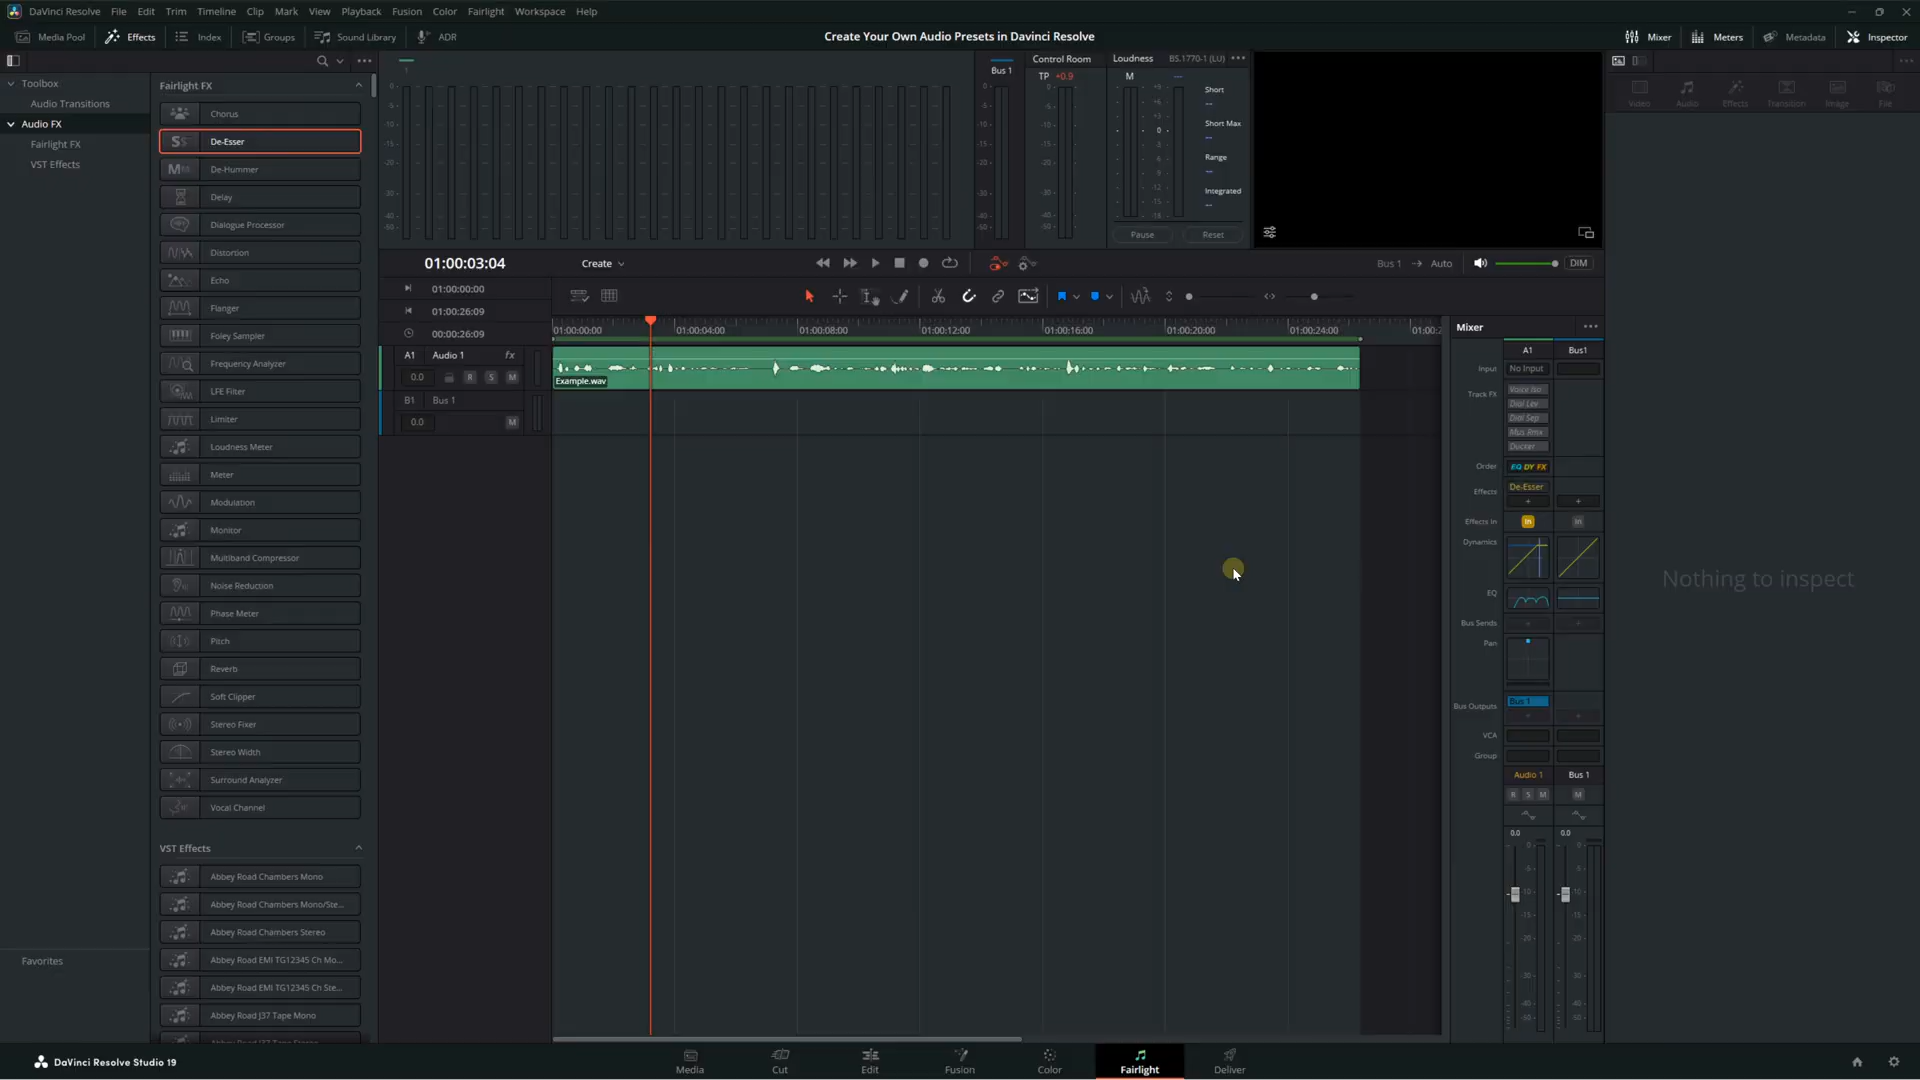 DaVinci Resolve File Edit Trim Timeline Clip Mark View Playback Fusion Color Fairlight Workspace Help
Media Pool Effects Index Groups Sound Library ADR
Create Your Own Audio Presets in Davinci Resolve
Mixer Meters Metadata Inspector
Toolbox
Audio Transitions
Audio FX
Fairlight FX
VST Effects
Favorites
Fairlight FX
Chorus
De-Esser
De-Hummer
Delay
Dialogue Processor
Distortion
Echo
Flanger
Foley Sampler
Frequency Analyzer
LFE Filter
Limiter
Loudness Meter
Meter
Modulation
Monitor
Multiband Compressor
Noise Reduction
Phase Meter
Pitch
Reverb
Soft Clipper
Stereo Fixer
Stereo Width
Surround Analyzer
Vocal Channel
VST Effects
Abbey Road Chambers Mono
Abbey Road Chambers Mono/Ste...
Abbey Road Chambers Stereo
Abbey Road EMI TG12345 Ch Mo...
Abbey Road EMI TG12345 Ch Ste...
Abbey Road J37 Tape Mono
Bus 1
Control Room
TP +0.9
Loudness BS.1770-1 (LU)
M
Short
Short Max
Range
Integrated
Pause Reset
Video Audio Effects Transition Image File
01:00:03:04
Create
Bus 1 Auto DIM
01:00:00:00
01:00:26:09
00:00:26:09
01:00:00:00 01:00:04:00 01:00:08:00 01:00:12:00 01:00:16:00 01:00:20:00 01:00:24:00
A1 Audio 1 fx
0.0 R S M
Example.wav
B1 Bus 1
0.0 M
Mixer
A1 Bus1
Input No Input
Track FX Voice Iso
Dial Lev
Dial Sep
Mus Rmx
Ducker
Order EQ DY FX
Effects De-Esser
Effects In In In
Dynamics
EQ
Bus Sends
Pan
Bus Outputs Bus 1
VCA
Group
Audio 1 Bus 1
R S M M
0.0 0.0
Nothing to inspect
DaVinci Resolve Studio 19
Media Cut Edit Fusion Color Fairlight Deliver